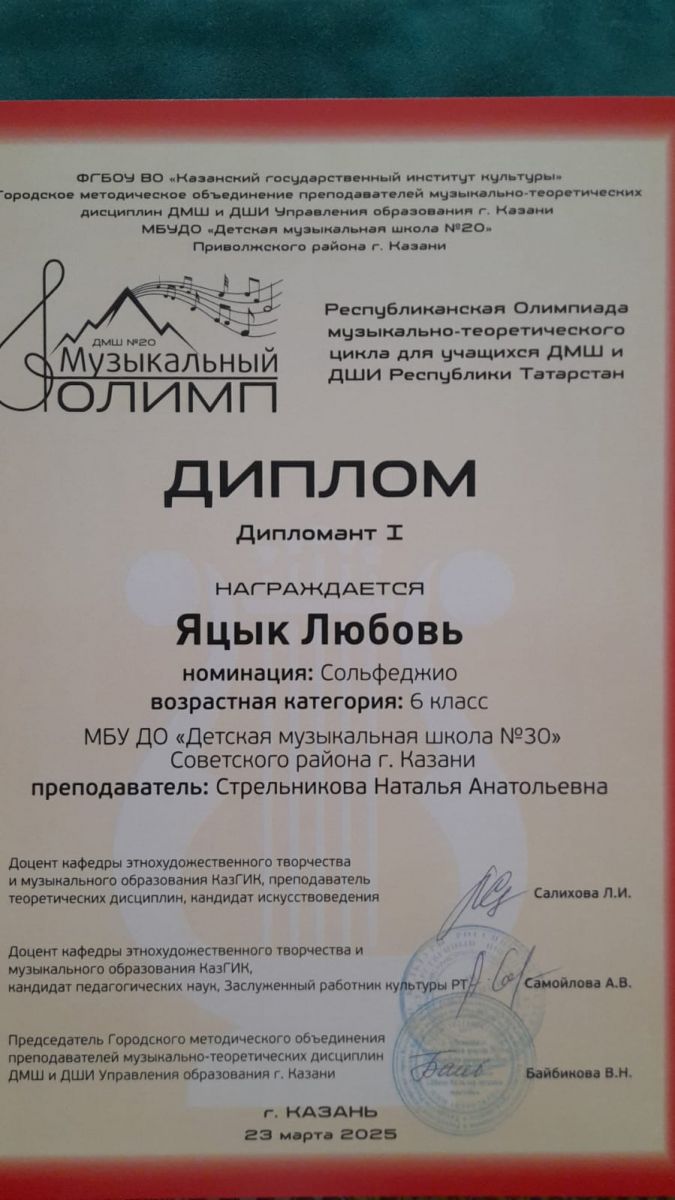 ФГБОУ ВО «Казанский государственный институт культуры»
Городское методическое объединение преподавателей музыкально-теоретических
дисциплин ДМШ и ДШИ Управления образования г. Казани
МБУДО «Детская музыкальная школа №20»
Приволжского района г. Казани
ДМШ №20
Музыкальный
ОЛИМП
Республиканская Олимпиада
музыкально-теоретического
цикла для учащихся ДМШ и
ДШИ Республики Татарстан
ДИПЛОМ
Дипломант I
НАГРАЖДАЕТСЯ
Яцык Любовь
номинация: Сольфеджио
возрастная категория: 6 класс
МБУ ДО «Детская музыкальная школа №30»
Советского района г. Казани
преподаватель: Стрельникова Наталья Анатольевна
Доцент кафедры этнохудожественного творчества
и музыкального образования КазГИК, преподаватель
теоретических дисциплин, кандидат искусствоведения
Салихова Л.И.
Доцент кафедры этнохудожественного творчества и
музыкального образования КазГИК,
кандидат педагогических наук, Заслуженный работник культуры РТ
Самойлова А.В.
Председатель Городского методического объединения
преподавателей музыкально-теоретических дисциплин
ДМШ и ДШИ Управления образования г. Казани
Байбикова В.Н.
г. КАЗАНЬ
23 марта 2025